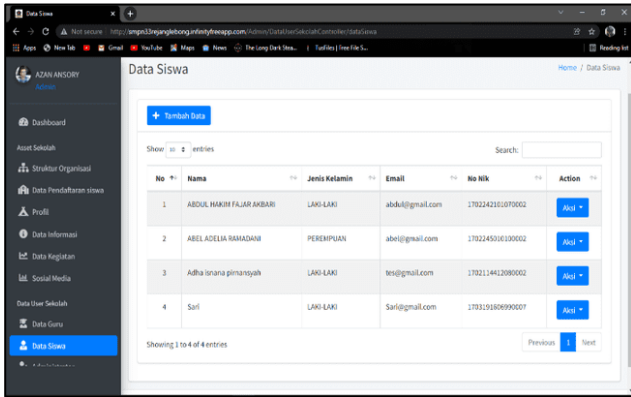 Data Siswa
Not secure http://smpn33rejanglebong.infinityfreeapp.com/Admin/DataUserSekolahController/dataSiswa
Apps New Tab Gmail YouTube Maps News The Long Dark Stea... TusFiles | Free File S... Reading list
AZAN ANSORY
Admin
Dashboard
Asset Sekolah
Struktur Organisasi
Data Pendaftaran siswa
Profil
Data Informasi
Data Kegiatan
Sosial Media
Data User Sekolah
Data Guru
Data Siswa
Data Siswa
Home / Data Siswa
+ Tambah Data
Show 10 entries
Search:
No Nama Jenis Kelamin Email No Nik Action
1 ABDUL HAKIM FAJAR AKBARI LAKI-LAKI abdul@gmail.com 1702242101070002 Aksi
2 ABEL ADELIA RAMADANI PEREMPUAN abel@gmail.com 1702245010100002 Aksi
3 Adha isnana pirnansyah LAKI-LAKI tes@gmail.com 1702114412080002 Aksi
4 Sari LAKI-LAKI Sari@gmail.com 1703191806990007 Aksi
Showing 1 to 4 of 4 entries
Previous 1 Next